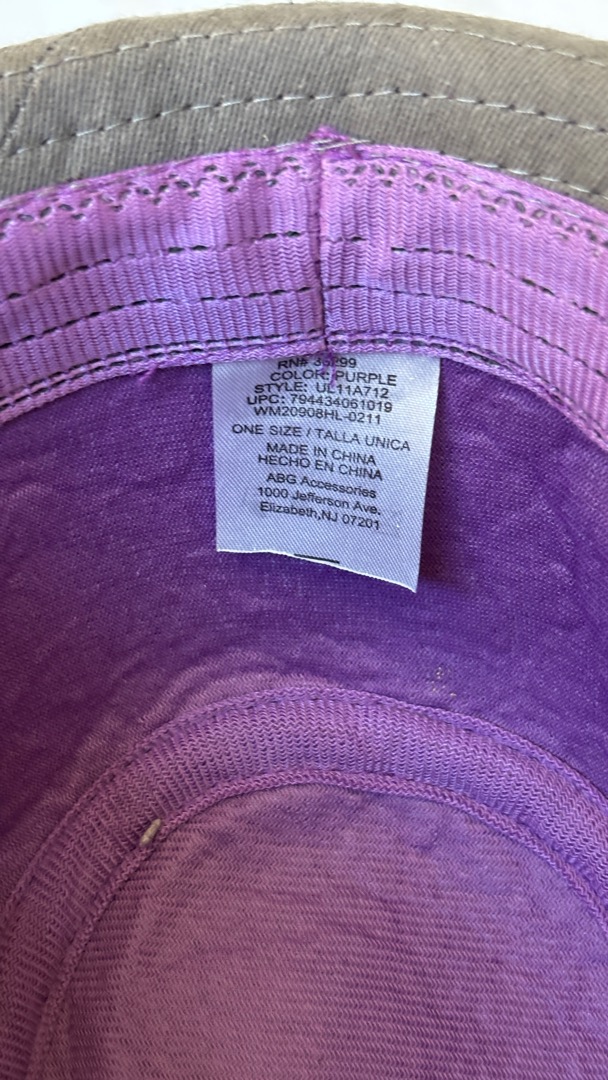 RN# 35299
COLOR: PURPLE
STYLE: UL11A712
UPC: 794434061019
WM20908HL-0211
ONE SIZE / TALLA UNICA
MADE IN CHINA
HECHO EN CHINA
ABG Accessories
1000 Jefferson Ave.
Elizabeth,NJ 07201